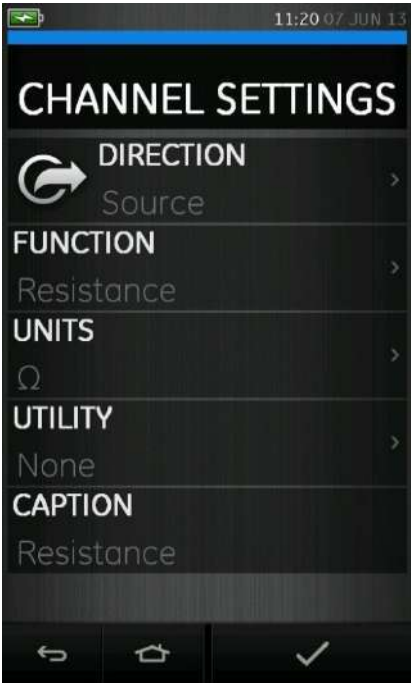 11:20 07 JUN 13
CHANNEL SETTINGS
DIRECTION
Source
FUNCTION
Resistance
UNITS
Ω
UTILITY
None
CAPTION
Resistance